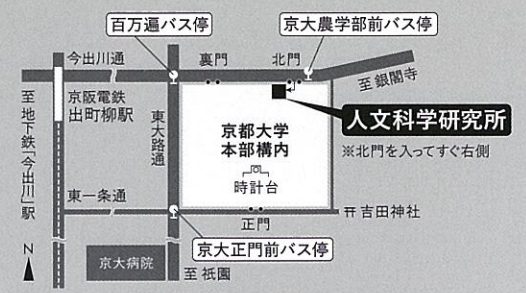 百万遍バス停
京大農学部前バス停
今出川通
裏門
北門
至銀閣寺
至地下鉄「今出川」駅
京阪電鉄
出町柳駅
東大路通
京都大学
本部構内
時計台
人文科学研究所
※北門を入ってすぐ右側
東一条通
正門
吉田神社
京大正門前バス停
N
京大病院
至祇園